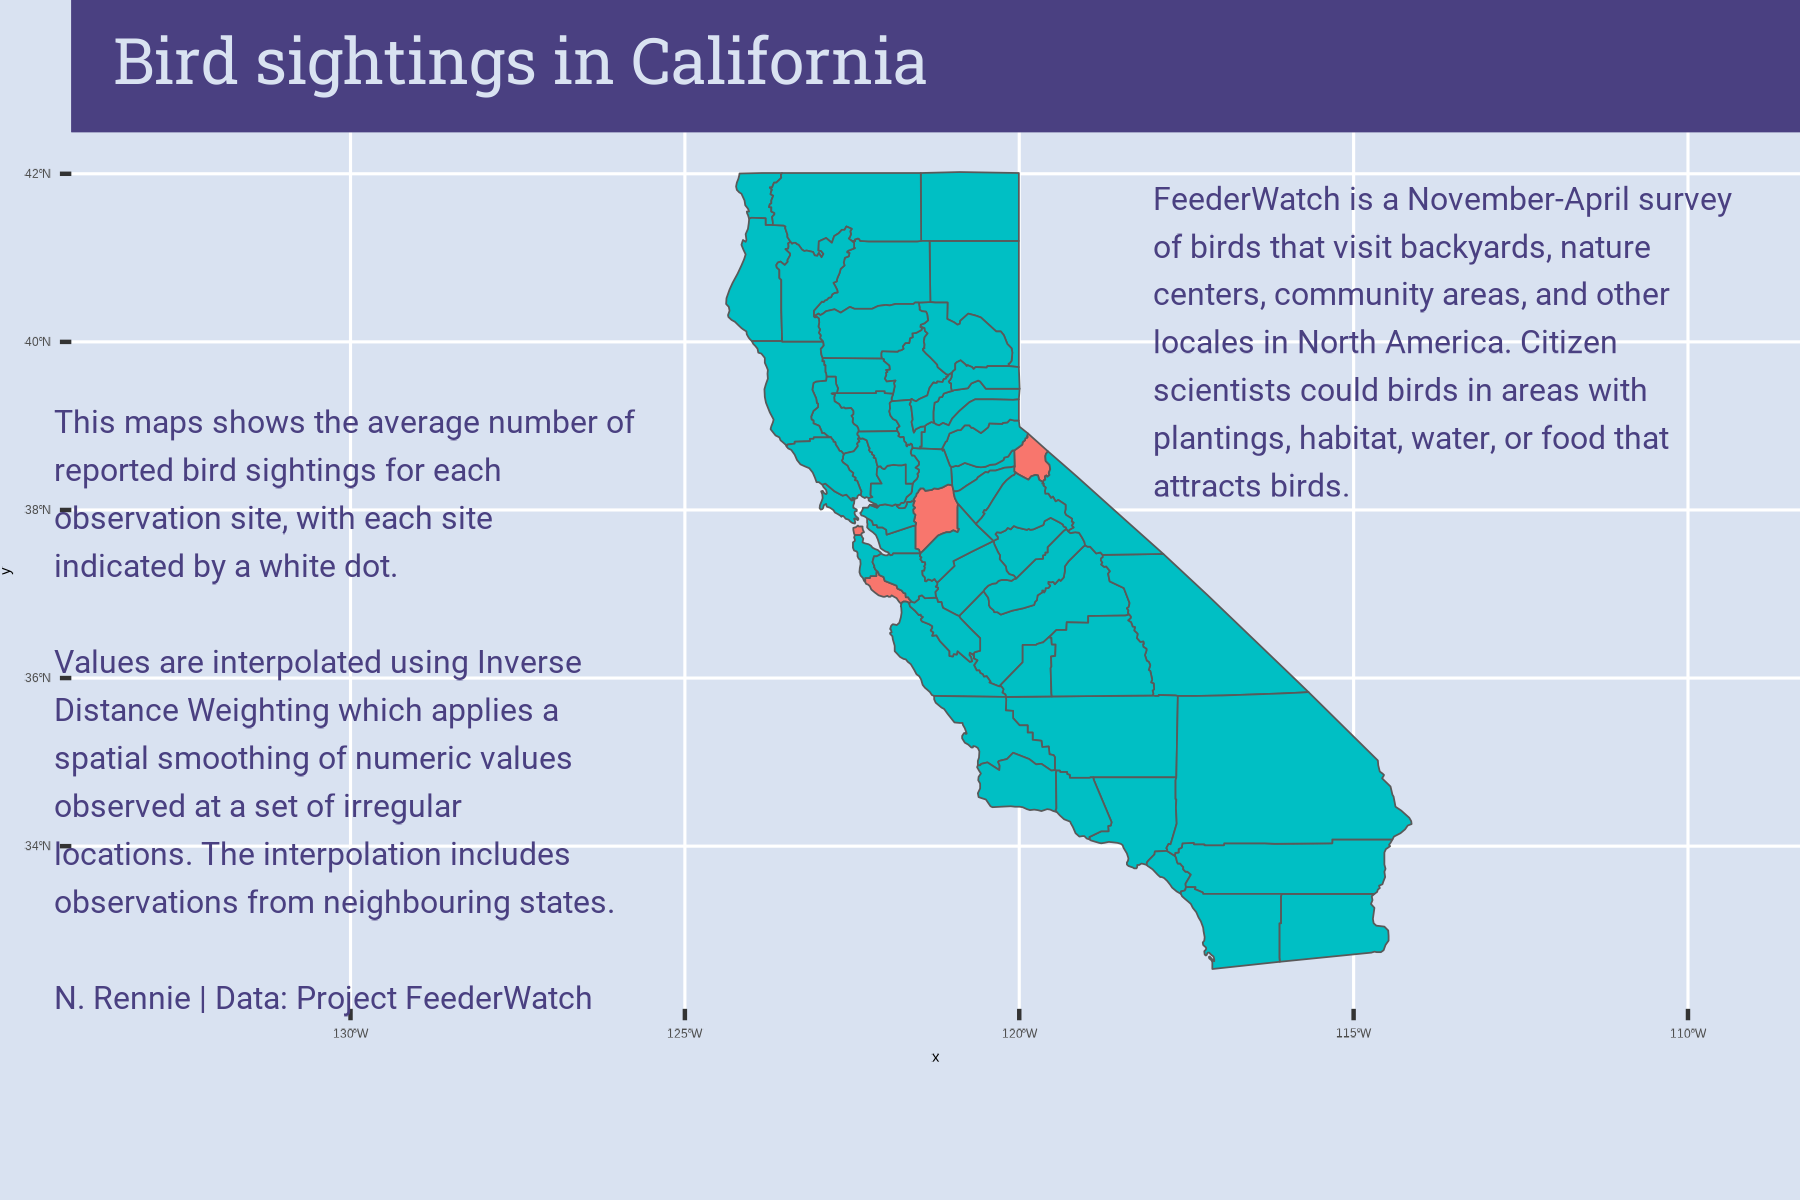 Bird sightings in California
FeederWatch is a November-April survey
of birds that visit backyards, nature
centers, community areas, and other
locales in North America. Citizen
scientists could birds in areas with
plantings, habitat, water, or food that
attracts birds.
This maps shows the average number of
reported bird sightings for each
observation site, with each site
indicated by a white dot.
Values are interpolated using Inverse
Distance Weighting which applies a
spatial smoothing of numeric values
observed at a set of irregular
locations. The interpolation includes
observations from neighbouring states.
N. Rennie | Data: Project FeederWatch
42°N
40°N
38°N
36°N
34°N
y
130°W
125°W
120°W
115°W
110°W
x